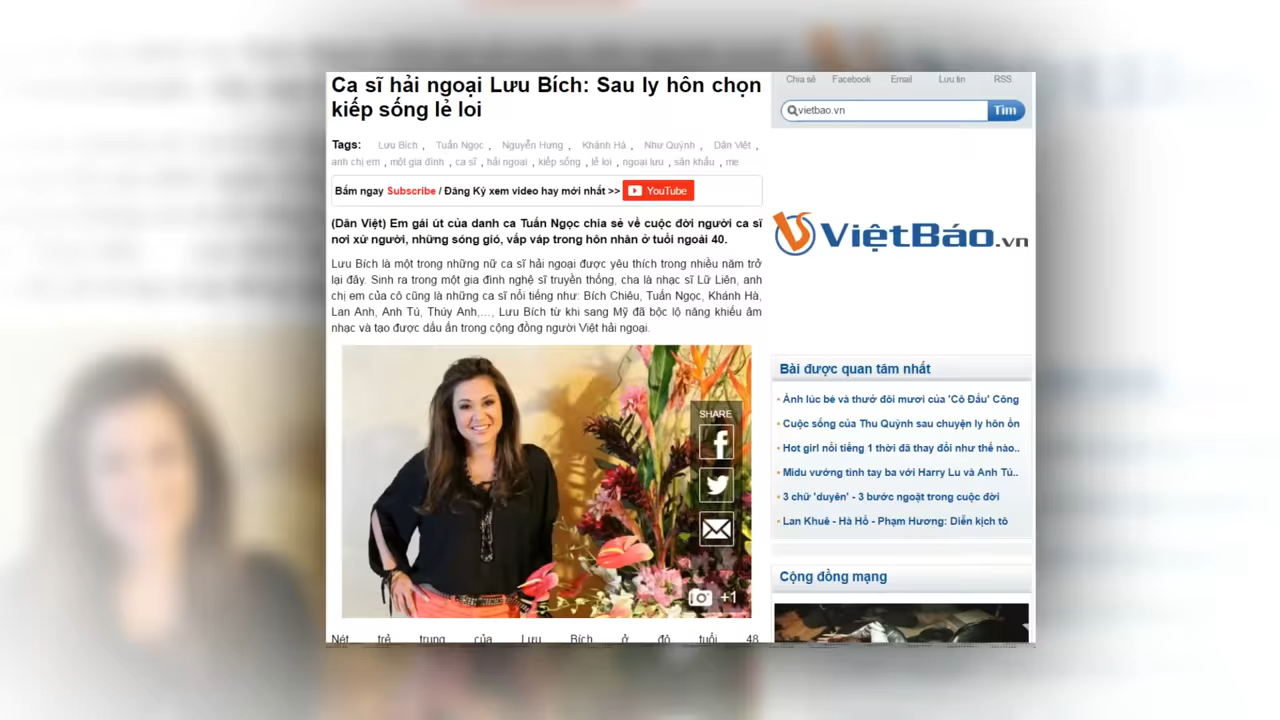 Ca sĩ hải ngoại Lưu Bích: Sau ly hôn chọn
kiếp sống lẻ loi
Tags: Lưu Bích , Tuấn Ngọc , Nguyễn Hưng , Khánh Hà , Như Quỳnh , Dân Việt ,
anh chị em , một gia đình , ca sĩ , hải ngoại , kiếp sống , lẻ loi , ngoại lưu , sân khấu , me
Bấm ngay Subscribe / Đăng Ký xem video hay mới nhất >> YouTube
(Dân Việt) Em gái út của danh ca Tuấn Ngọc chia sẻ về cuộc đời người ca sĩ
nơi xứ người, những sóng gió, vấp váp trong hôn nhân ở tuổi ngoài 40.
Lưu Bích là một trong những nữ ca sĩ hải ngoại được yêu thích trong nhiều năm trở
lại đây. Sinh ra trong một gia đình nghệ sĩ truyền thống, cha là nhạc sĩ Lữ Liên, anh
chị em của cô cũng là những ca sĩ nổi tiếng như: Bích Chiêu, Tuấn Ngọc, Khánh Hà,
Lan Anh, Anh Tú, Thúy Anh,…, Lưu Bích từ khi sang Mỹ đã bộc lộ năng khiếu âm
nhạc và tạo được dấu ấn trong cộng đồng người Việt hải ngoại.
SHARE
+1
Nét trẻ trung của Lưu Bích ở độ tuổi 48.
Chia sẻ Facebook Email Lưu tin RSS
vietbao.vn Tìm
ViệtBáo.vn
Bài được quan tâm nhất
Ảnh lúc bé và thuở đôi mươi của 'Cô Đẩu' Công
Cuộc sống của Thu Quỳnh sau chuyện ly hôn ồn
Hot girl nổi tiếng 1 thời đã thay đổi như thế nào..
Midu vướng tình tay ba với Harry Lu và Anh Tú..
3 chữ 'duyên' - 3 bước ngoặt trong cuộc đời
Lan Khuê - Hà Hồ - Phạm Hương: Diễn kịch tô
Cộng đồng mạng